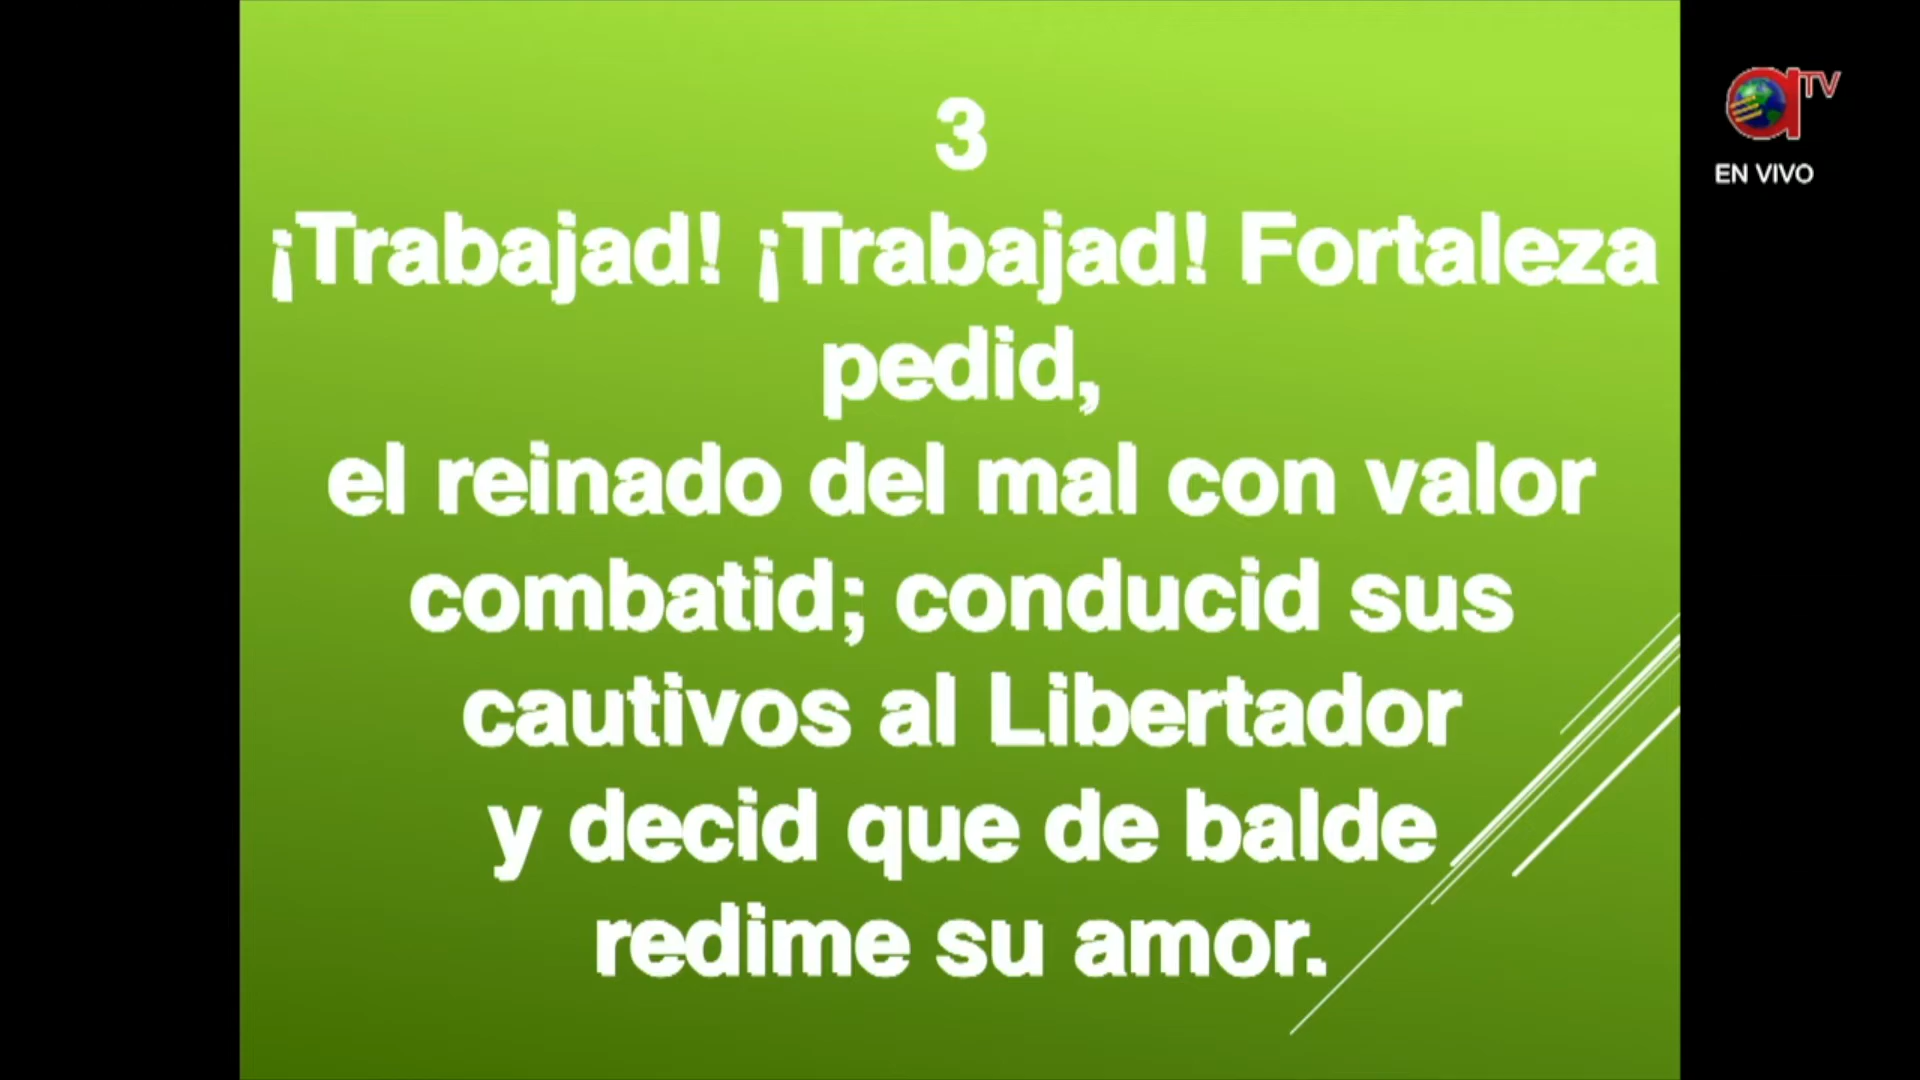 3
¡Trabajad! ¡Trabajad! Fortaleza
pedid,
el reinado del mal con valor
combatid; conducid sus
cautivos al Libertador
y decid que de balde
redime su amor.
aTV
EN VIVO